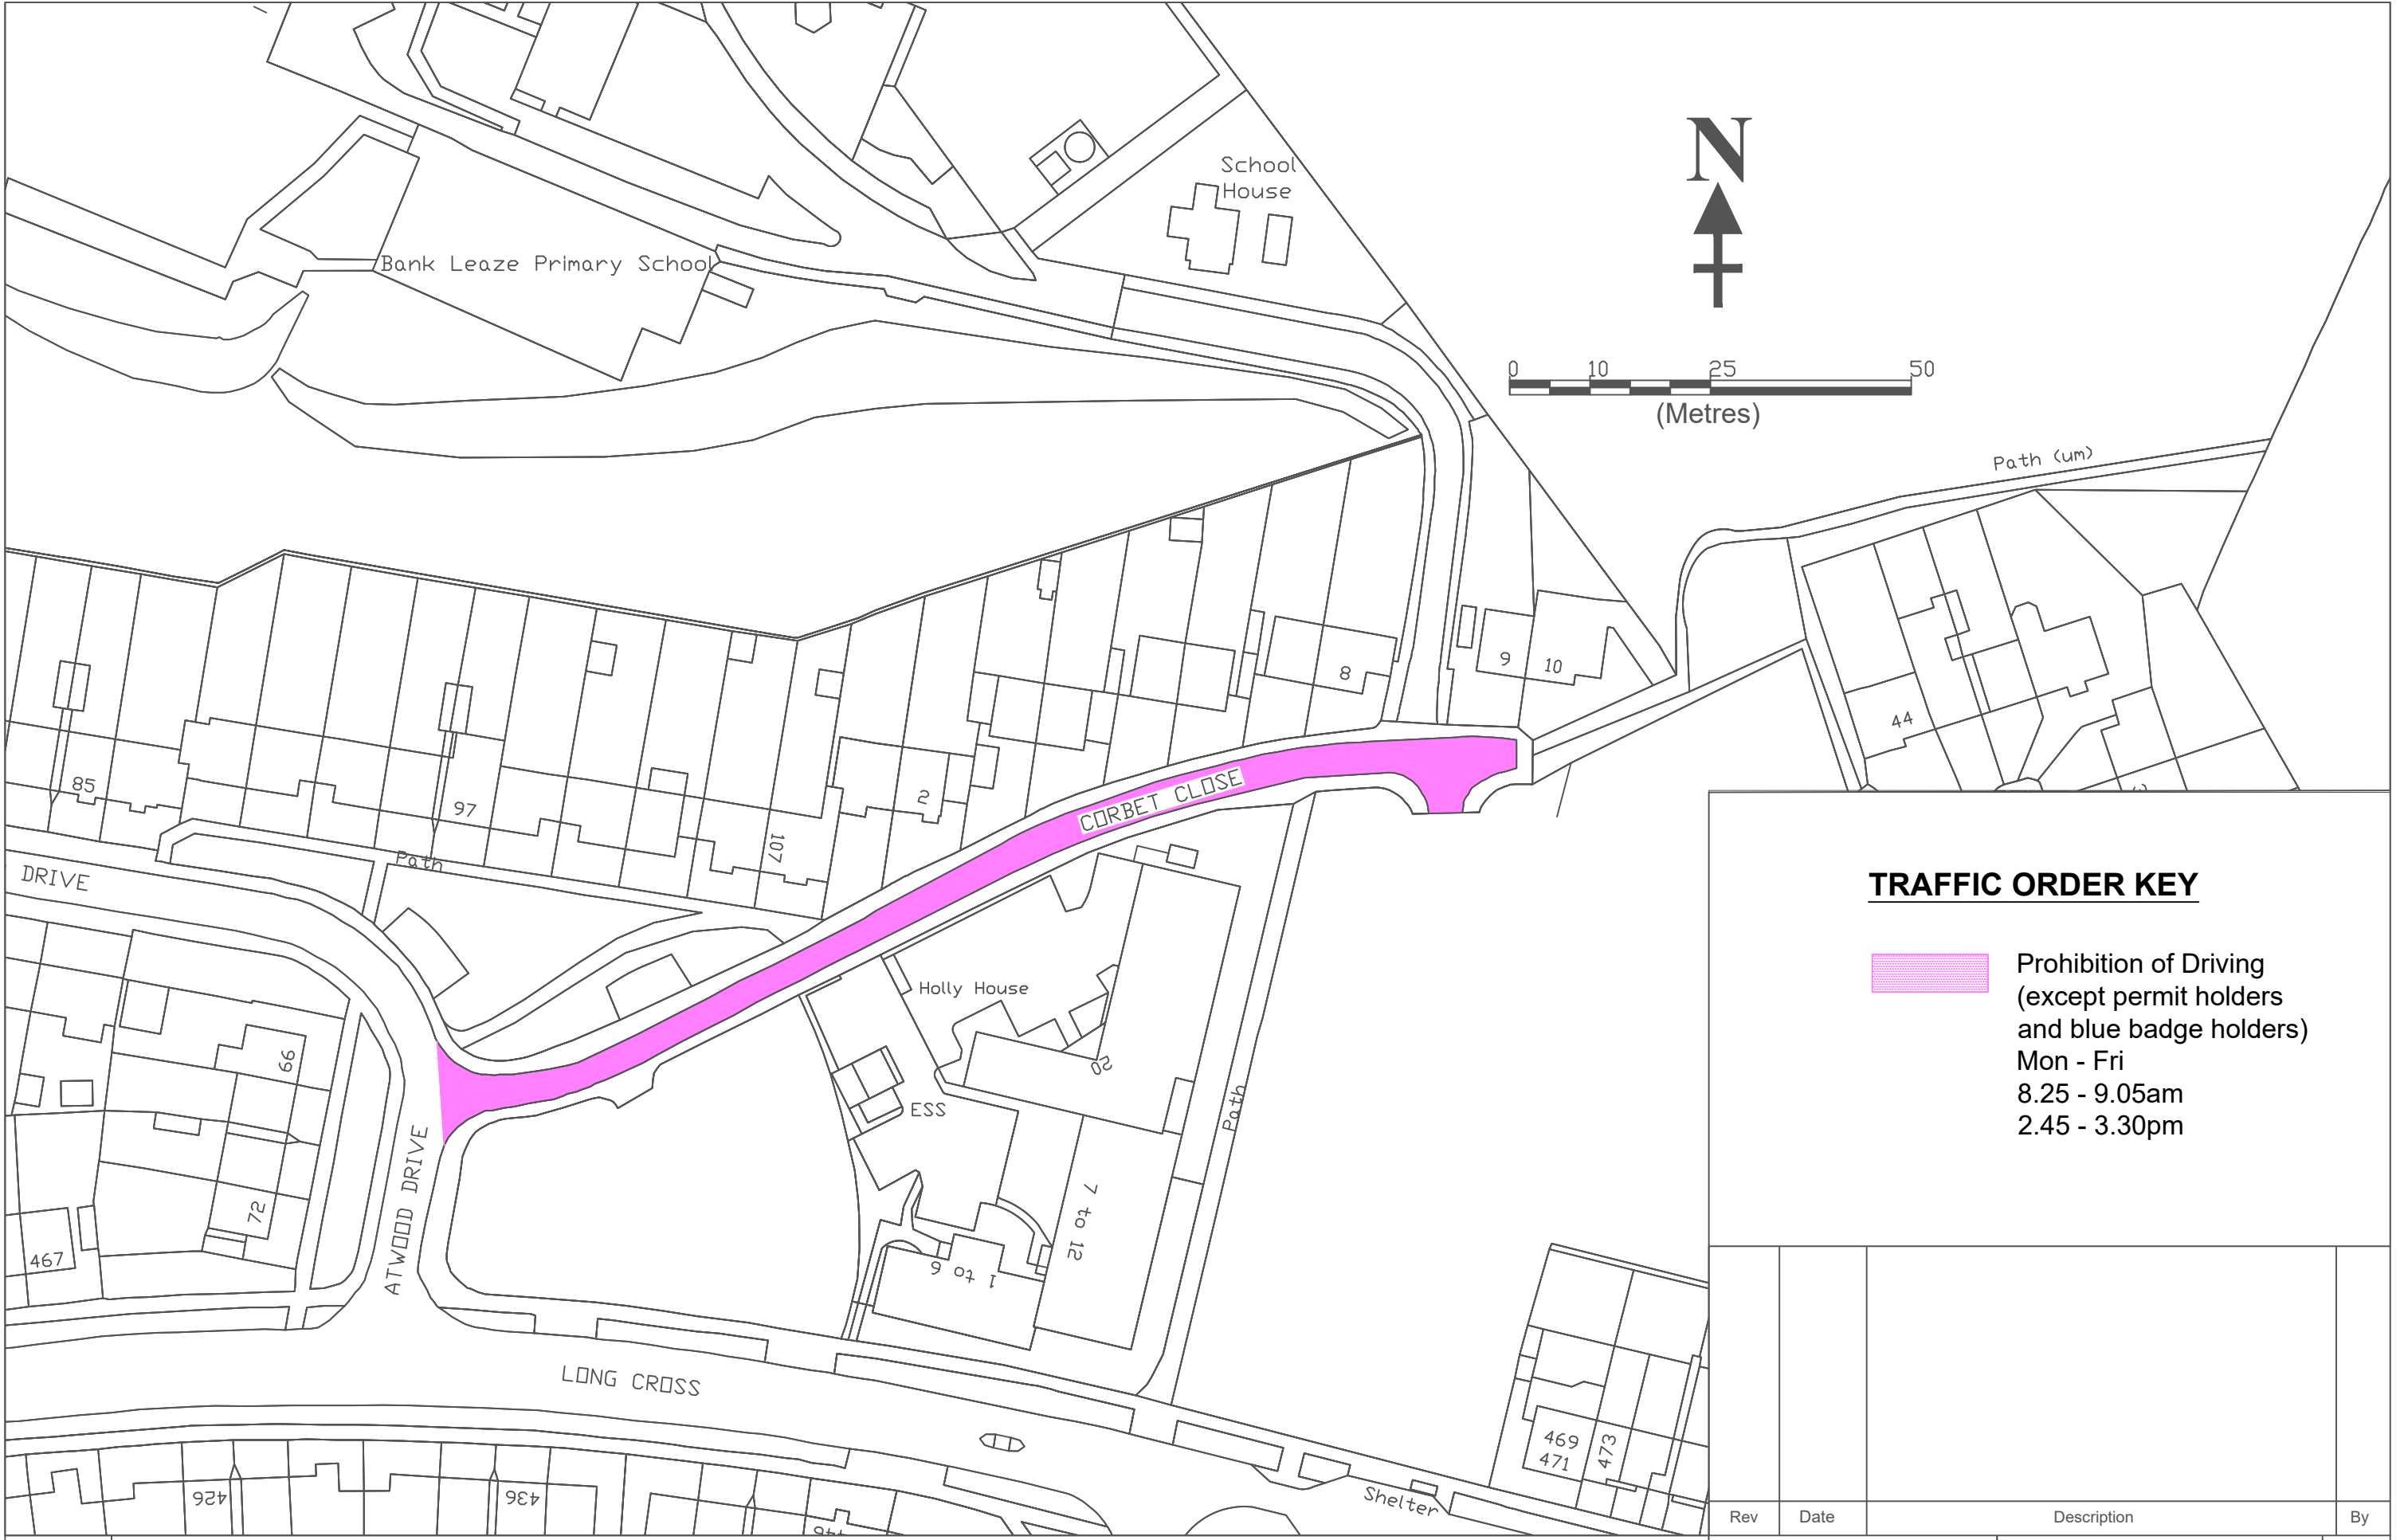 N
School
House
Bank Leaze Primary School
0 10 25 50
(Metres)
Path (um)
9
10
8
44
85
97
107
2
CORBET CLOSE
Path
DRIVE
TRAFFIC ORDER KEY
Prohibition of Driving
(except permit holders
and blue badge holders)
Mon - Fri
8.25 - 9.05am
2.45 - 3.30pm
Holly House
66
20
ESS
Path
ATWOOD DRIVE
72
7 to 12
467
1 to 6
LONG CROSS
469
471
473
426
436
Shelter
Rev Date Description By